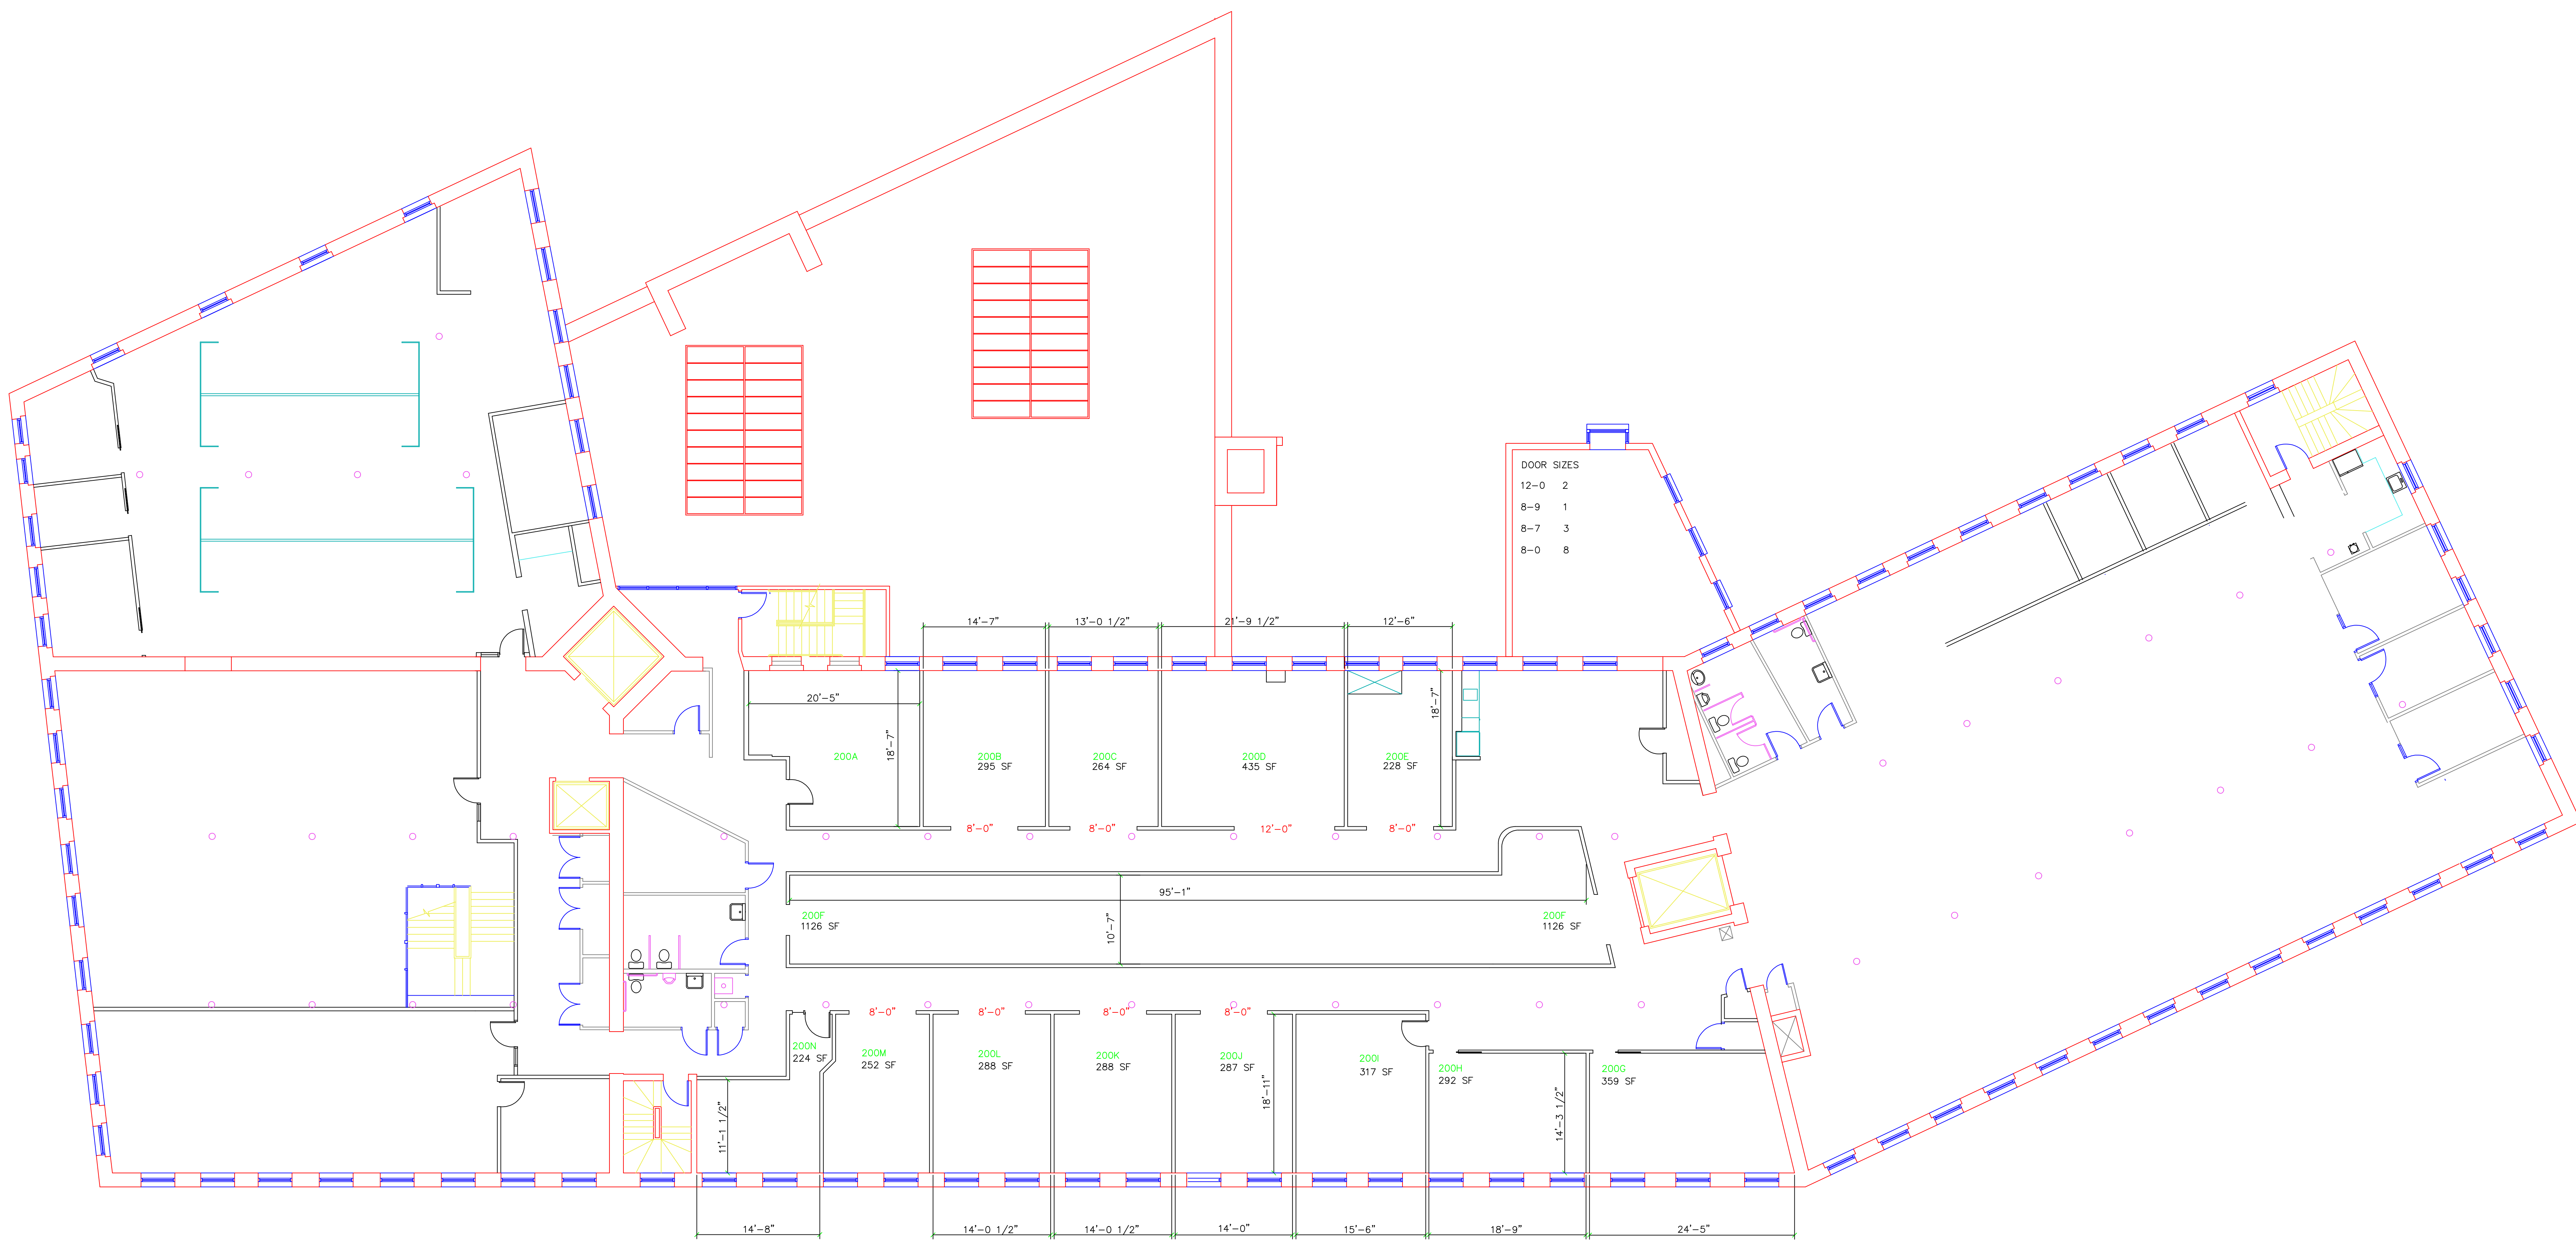 DOOR SIZES
12-0 2
8-9 1
8-7 3
8-0 8
14'-7"
13'-0 1/2"
21'-9 1/2"
12'-6"
20'-5"
18'-7"
18'-7"
200A
200B
295 SF
200C
264 SF
200D
435 SF
200E
228 SF
8'-0"
8'-0"
12'-0"
8'-0"
95'-1"
10'-7"
200F
1126 SF
200F
1126 SF
8'-0"
8'-0"
8'-0"
8'-0"
200N
224 SF
200M
252 SF
200L
288 SF
200K
288 SF
200J
287 SF
200I
317 SF
200H
292 SF
200G
359 SF
11'-1 1/2"
18'-11"
14'-3 1/2"
14'-8"
14'-0 1/2"
14'-0 1/2"
14'-0"
15'-6"
18'-9"
24'-5"